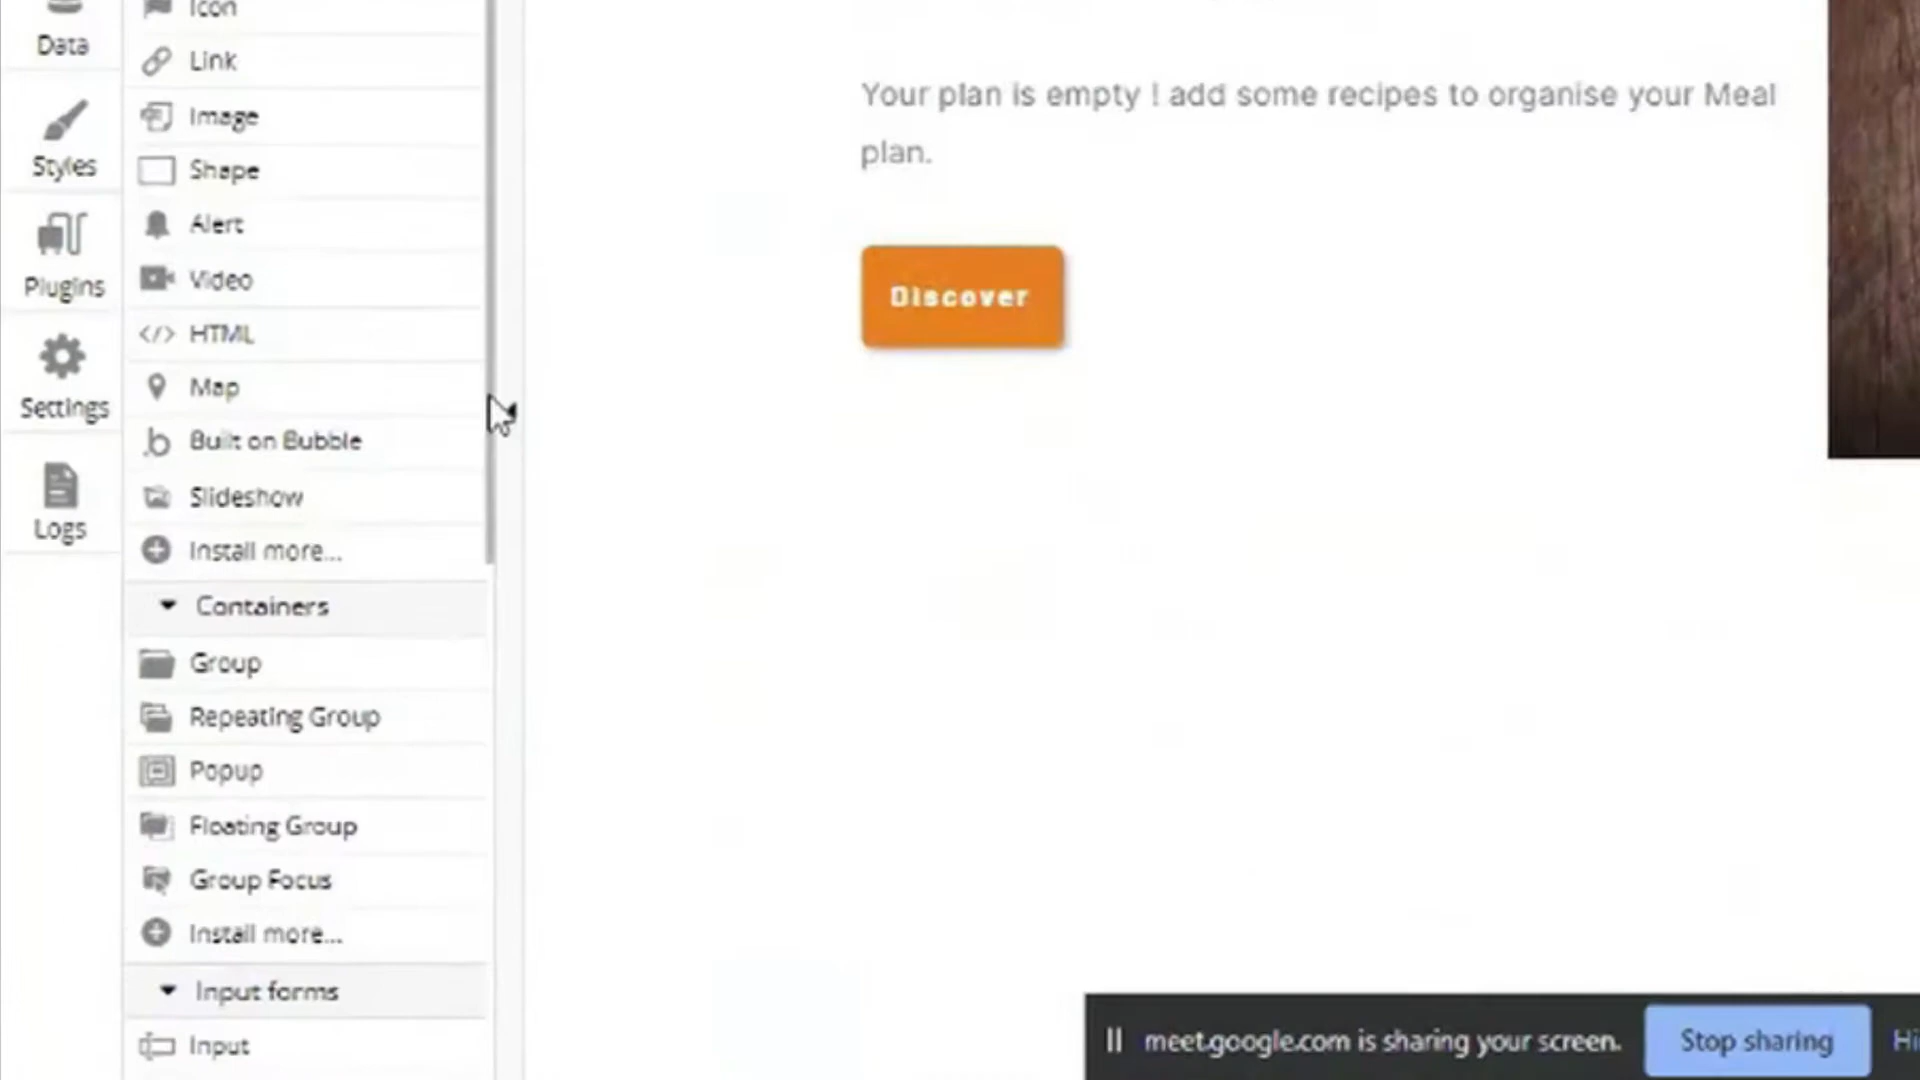 Data
Styles
Plugins
Settings
Logs
Icon
Link
Image
Shape
Alert
Video
HTML
Map
Built on Bubble
Slideshow
Install more...
Containers
Group
Repeating Group
Popup
Floating Group
Group Focus
Install more...
Input forms
Input
Your plan is empty ! add some recipes to organise your Meal
plan.
Discover
meet.google.com is sharing your screen.
Stop sharing